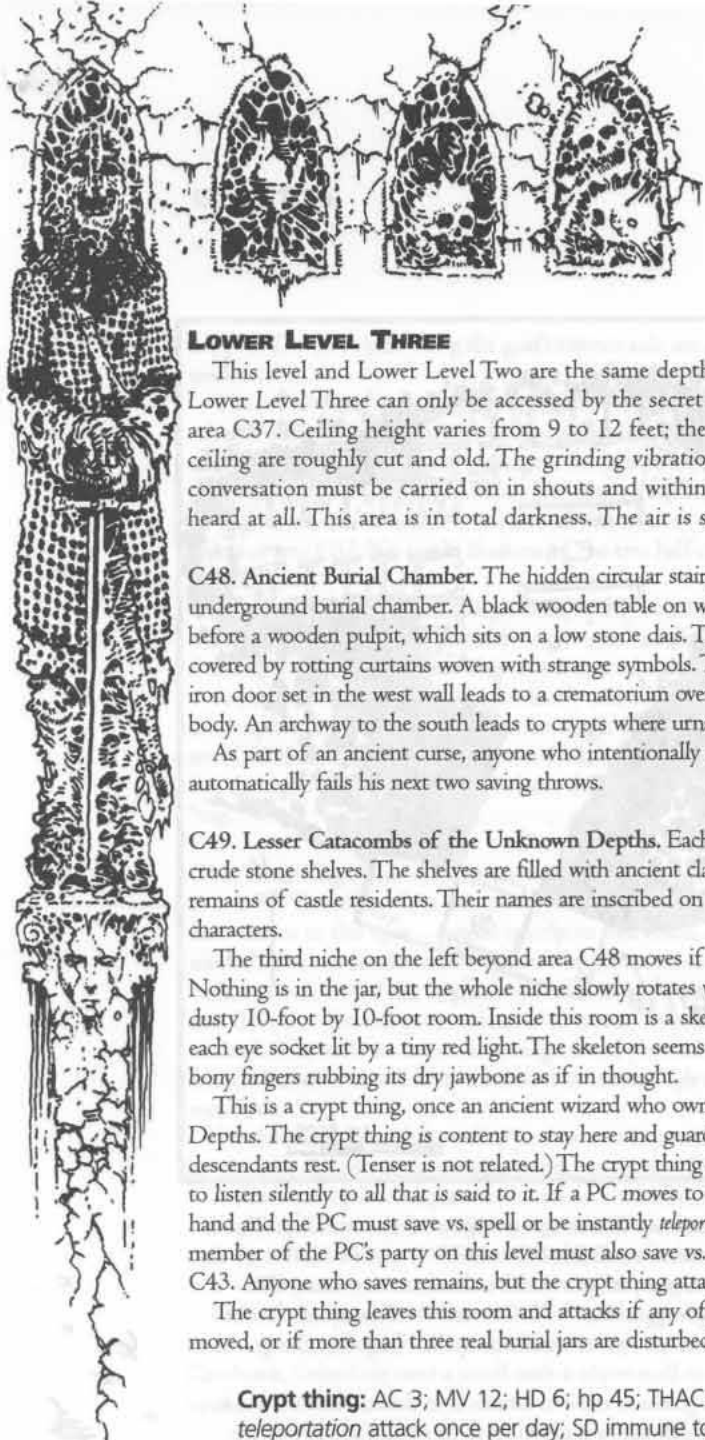 LOWER LEVEL THREE
This level and Lower Level Two are the same depth
Lower Level Three can only be accessed by the secret
area C37. Ceiling height varies from 9 to 12 feet; the
ceiling are roughly cut and old. The grinding vibratio
conversation must be carried on in shouts and within
heard at all. This area is in total darkness. The air is s
C48. Ancient Burial Chamber. The hidden circular stair
underground burial chamber. A black wooden table on w
before a wooden pulpit, which sits on a low stone dais. T
covered by rotting curtains woven with strange symbols. T
iron door set in the west wall leads to a crematorium ove
body. An archway to the south leads to crypts where urn
As part of an ancient curse, anyone who intentionally
automatically fails his next two saving throws.
C49. Lesser Catacombs of the Unknown Depths. Each
crude stone shelves. The shelves are filled with ancient cla
remains of castle residents. Their names are inscribed on
characters.
The third niche on the left beyond area C48 moves if
Nothing is in the jar, but the whole niche slowly rotates
dusty 10-foot by 10-foot room. Inside this room is a ske
each eye socket lit by a tiny red light. The skeleton seems
bony fingers rubbing its dry jawbone as if in thought.
This is a crypt thing, once an ancient wizard who own
Depths. The crypt thing is content to stay here and guar
descendants rest. (Tenser is not related.) The crypt thing
to listen silently to all that is said to it. If a PC moves to
hand and the PC must save vs. spell or be instantly telepor
member of the PC's party on this level must also save vs.
C43. Anyone who saves remains, but the crypt thing atta
The crypt thing leaves this room and attacks if any of
moved, or if more than three real burial jars are disturbed
Crypt thing: AC 3; MV 12; HD 6; hp 45; THAC
teleportation attack once per day; SD immune to